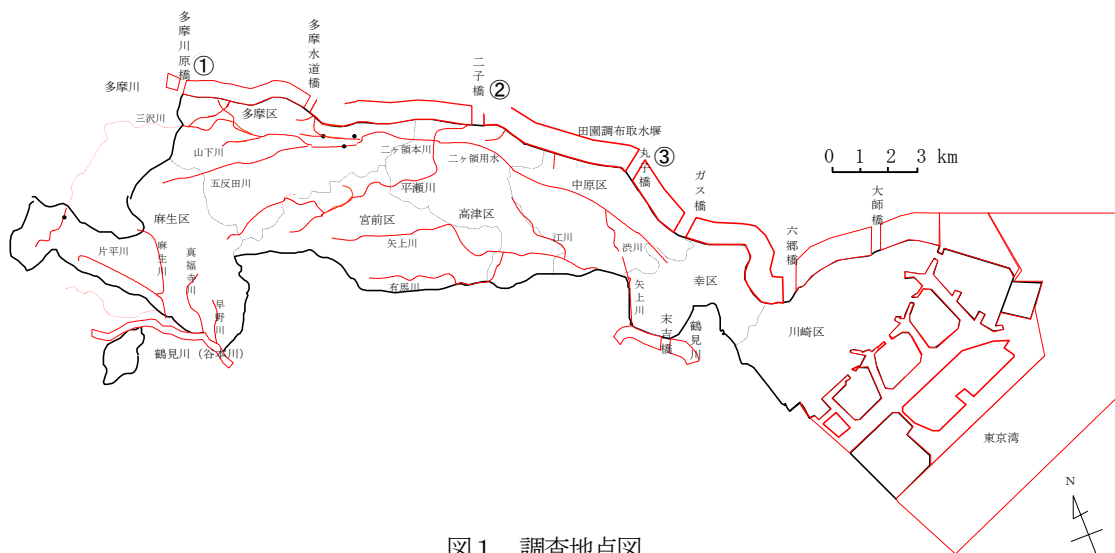 多摩川原橋
①
多摩水道橋
二子橋
②
多摩川
三沢川
多摩区
田園調布取水堰
丸子橋
③
ガス橋
0 1 2 3 km
大師橋
六郷橋
山下川
二ヶ領本川
二ヶ領用水
五反田川
平瀬川
中原区
麻生区
宮前区
高津区
片平川
麻生川
真福寺川
矢上川
江川
渋川
有馬川
幸区
早野川
矢上川
末吉橋
鶴見川
川崎区
鶴見川 (谷本川)
東京湾
N
図1 調査地点図